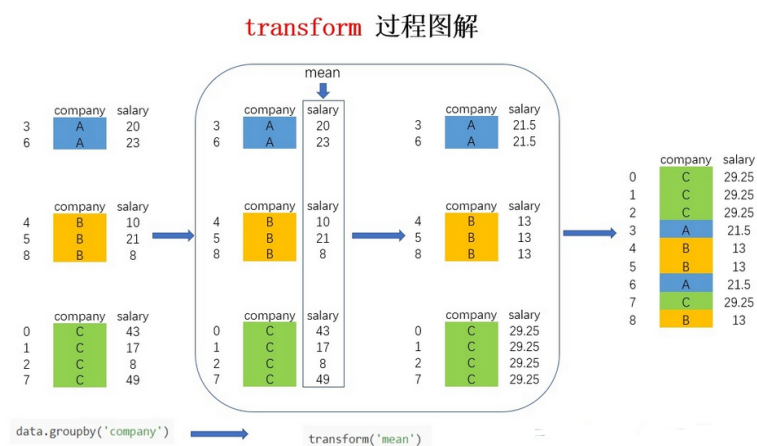 transform 过程图解
mean
company salary
3 A 20
6 A 23
company salary
4 B 10
5 B 21
8 B 8
company salary
0 C 43
1 C 17
2 C 8
7 C 49
company salary
3 A 20
6 A 23
company salary
4 B 10
5 B 21
8 B 8
company salary
0 C 43
1 C 17
2 C 8
7 C 49
company salary
3 A 21.5
6 A 21.5
company salary
4 B 13
5 B 13
8 B 13
company salary
0 C 29.25
1 C 29.25
2 C 29.25
7 C 29.25
company salary
0 C 29.25
1 C 29.25
2 C 29.25
3 A 21.5
4 B 13
5 B 13
6 A 21.5
7 C 29.25
8 B 13
data.groupby('company')
transform('mean')